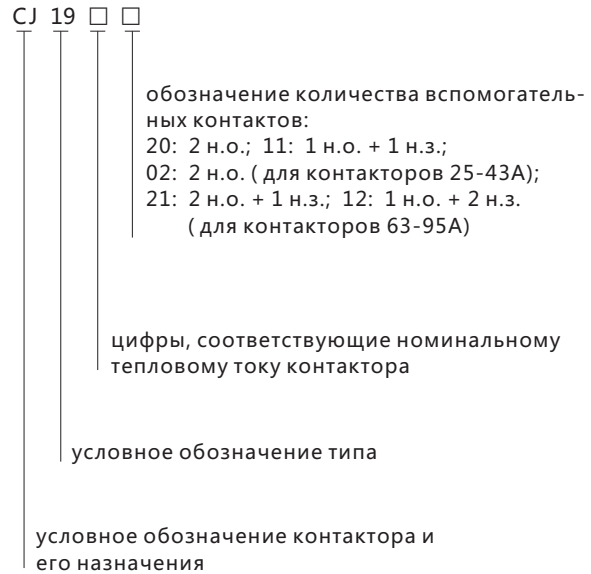 CJ 19 □ □
обозначение количества вспомогатель-
ных контактов:
20: 2 н.о.; 11: 1 н.о. + 1 н.з.;
02: 2 н.о. ( для контакторов 25-43А);
21: 2 н.о. + 1 н.з.; 12: 1 н.о. + 2 н.з.
( для контакторов 63-95А)
цифры, соответствующие номинальному
тепловому току контактора
условное обозначение типа
условное обозначение контактора и
его назначения